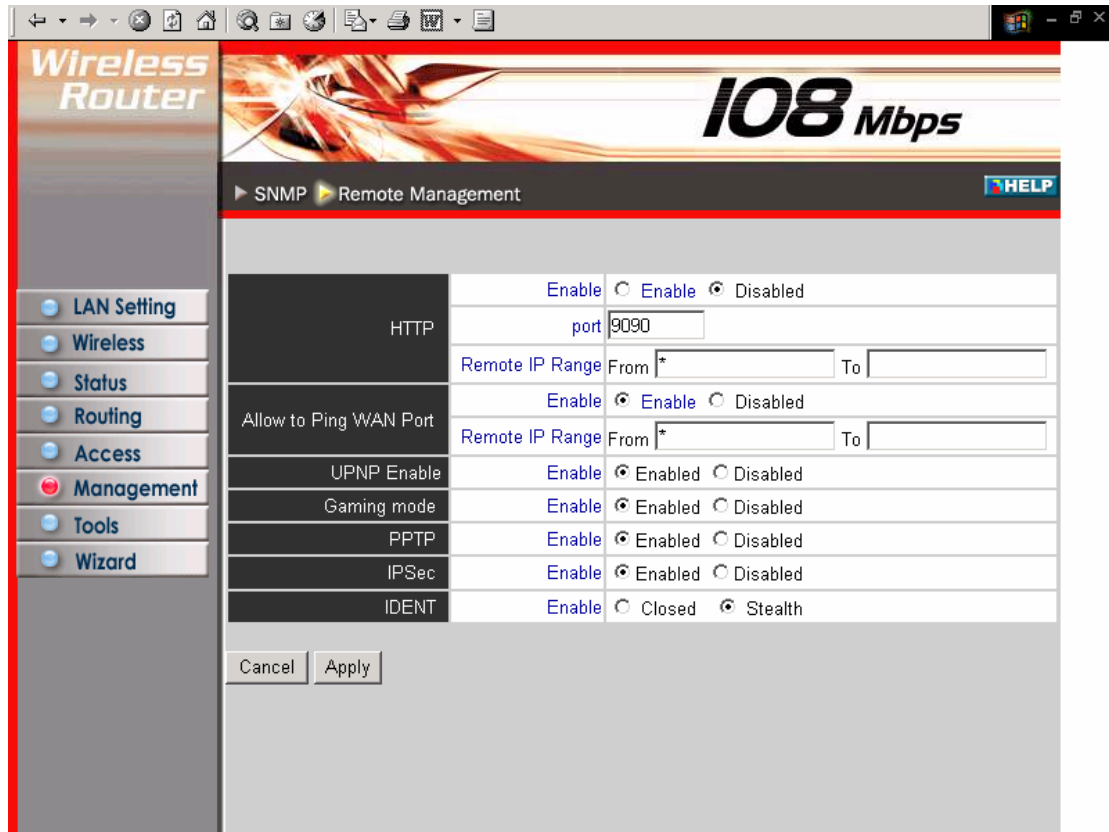 Wireless
Router
108 Mbps
SNMP Remote Management
HELP
LAN Setting
Wireless
Status
Routing
Access
Management
Tools
Wizard
HTTP
Enable Enable Disabled
port 9090
Remote IP Range From * To
Allow to Ping WAN Port
Enable Enable Disabled
Remote IP Range From * To
UPNP Enable Enable Enabled Disabled
Gaming mode Enable Enabled Disabled
PPTP Enable Enabled Disabled
IPSec Enable Enabled Disabled
IDENT Enable Closed Stealth
Cancel Apply